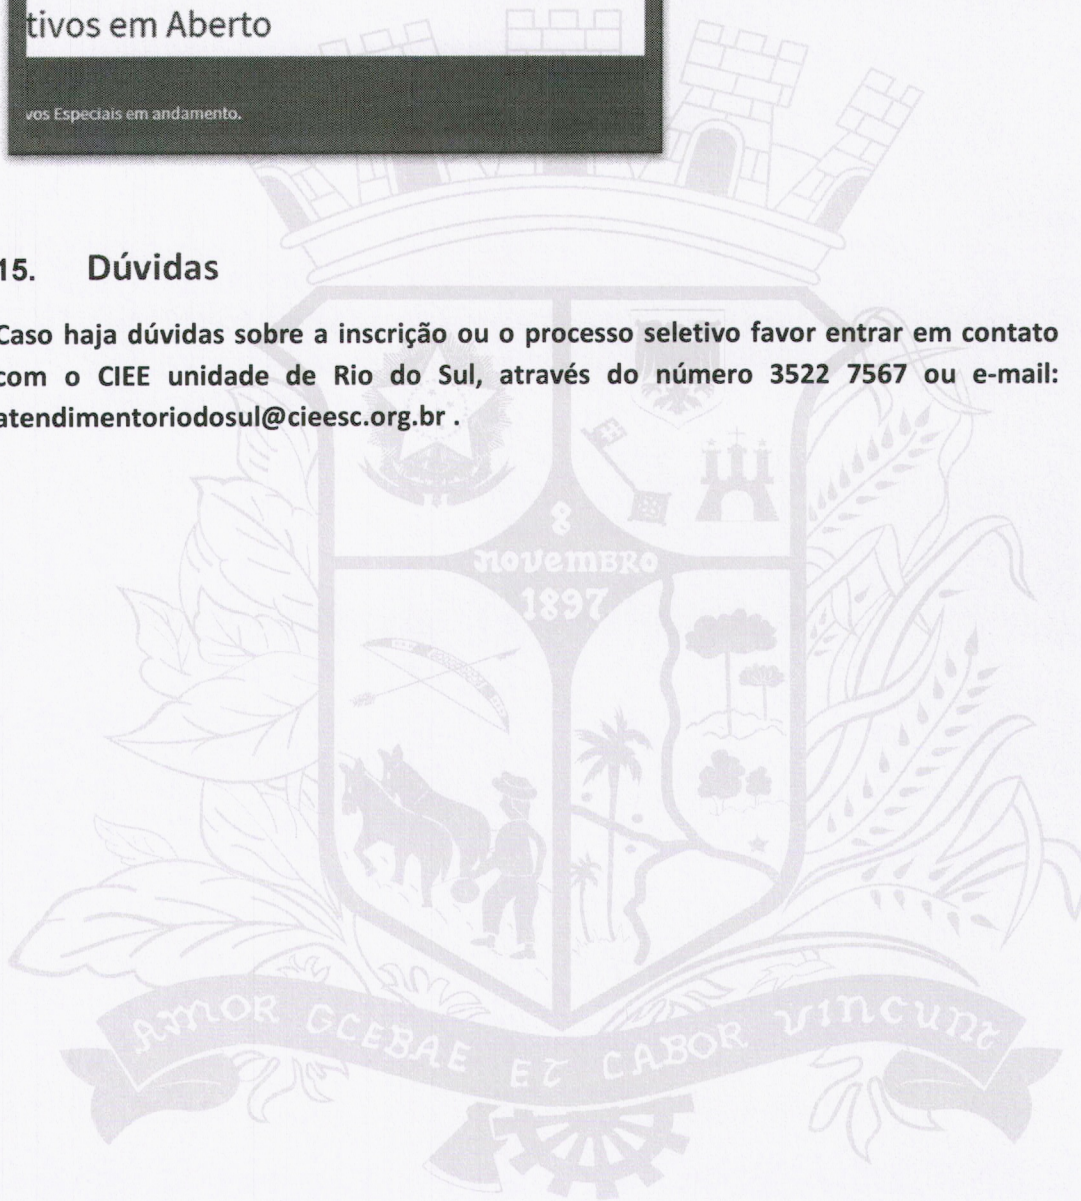 tivos em Aberto
vos Especiais em andamento.
15. Dúvidas
Caso haja dúvidas sobre a inscrição ou o processo seletivo favor entrar em contato
com o CIEE unidade de Rio do Sul, através do número 3522 7567 ou e-mail:
atendimentoriodosul@cieesc.org.br .
8
NOVEMBRO
1897
AMOR GLEBAE ET LABOR VINCUNT